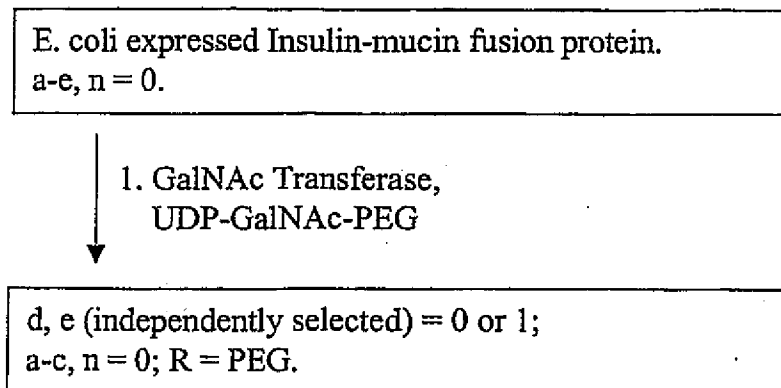 E. coli expressed Insulin-mucin fusion protein.
a-e, n = 0.
1. GalNAc Transferase,
UDP-GalNAc-PEG
d, e (independently selected) = 0 or 1;
a-c, n = 0; R = PEG.